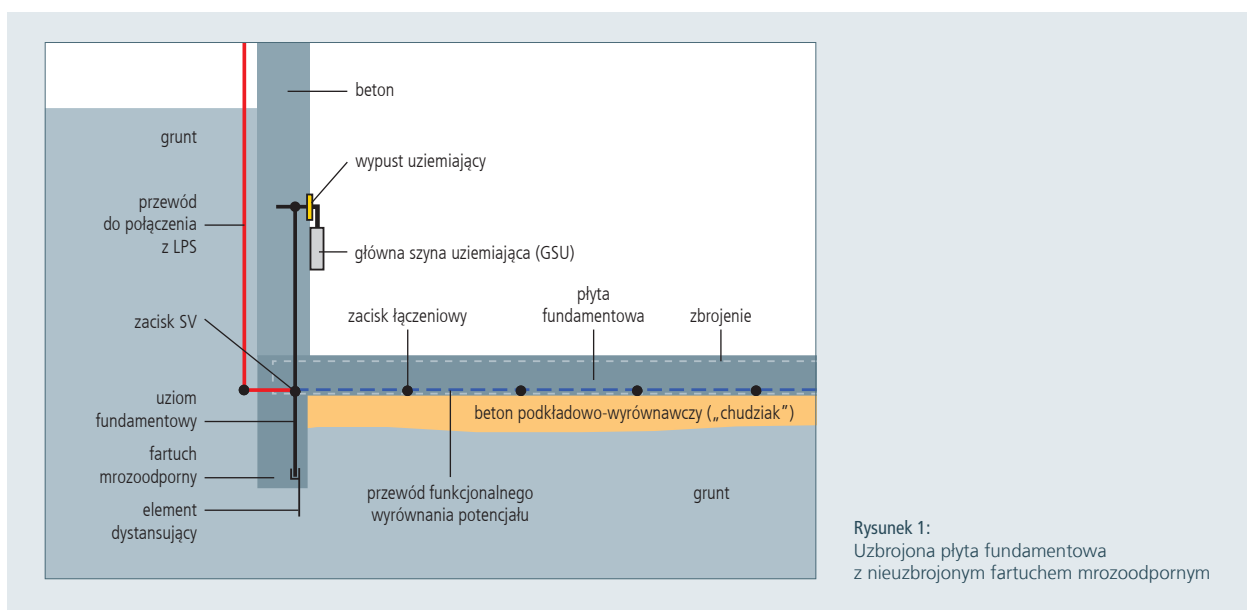 beton
grunt
wypust uziemiający
przewód
do połączenia
z LPS
główna szyna uziemiająca (GSU)
płyta
fundamentowa
zacisk SV
zacisk łączeniowy
zbrojenie
uziom
fundamentowy
beton podkładowo-wyrównawczy („chudziak”)
fartuch
mrozoodporny
element
dystansujący
przewód funkcjonalnego
wyrównania potencjału
grunt
Rysunek 1:
Uzbrojona płyta fundamentowa
z nieuzbrojonym fartuchem mrozoodpornym